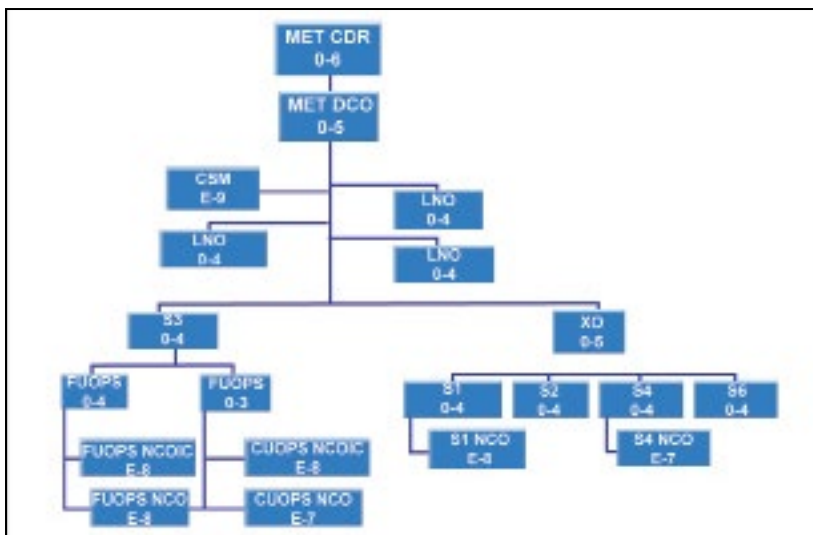 MET CDR
0-6
MET DCO
0-5
CSM
E-9
LNO
0-4
LNO
0-4
LNO
0-4
S3
0-4
XO
0-5
FUOPS
0-4
FUOPS
0-3
S1
0-4
S2
0-4
S4
0-4
S6
0-4
FUOPS NCOIC
E-8
CUOPS NCOIC
E-8
S1 NCO
E-8
S4 NCO
E-7
FUOPS NCO
E-8
CUOPS NCO
E-7